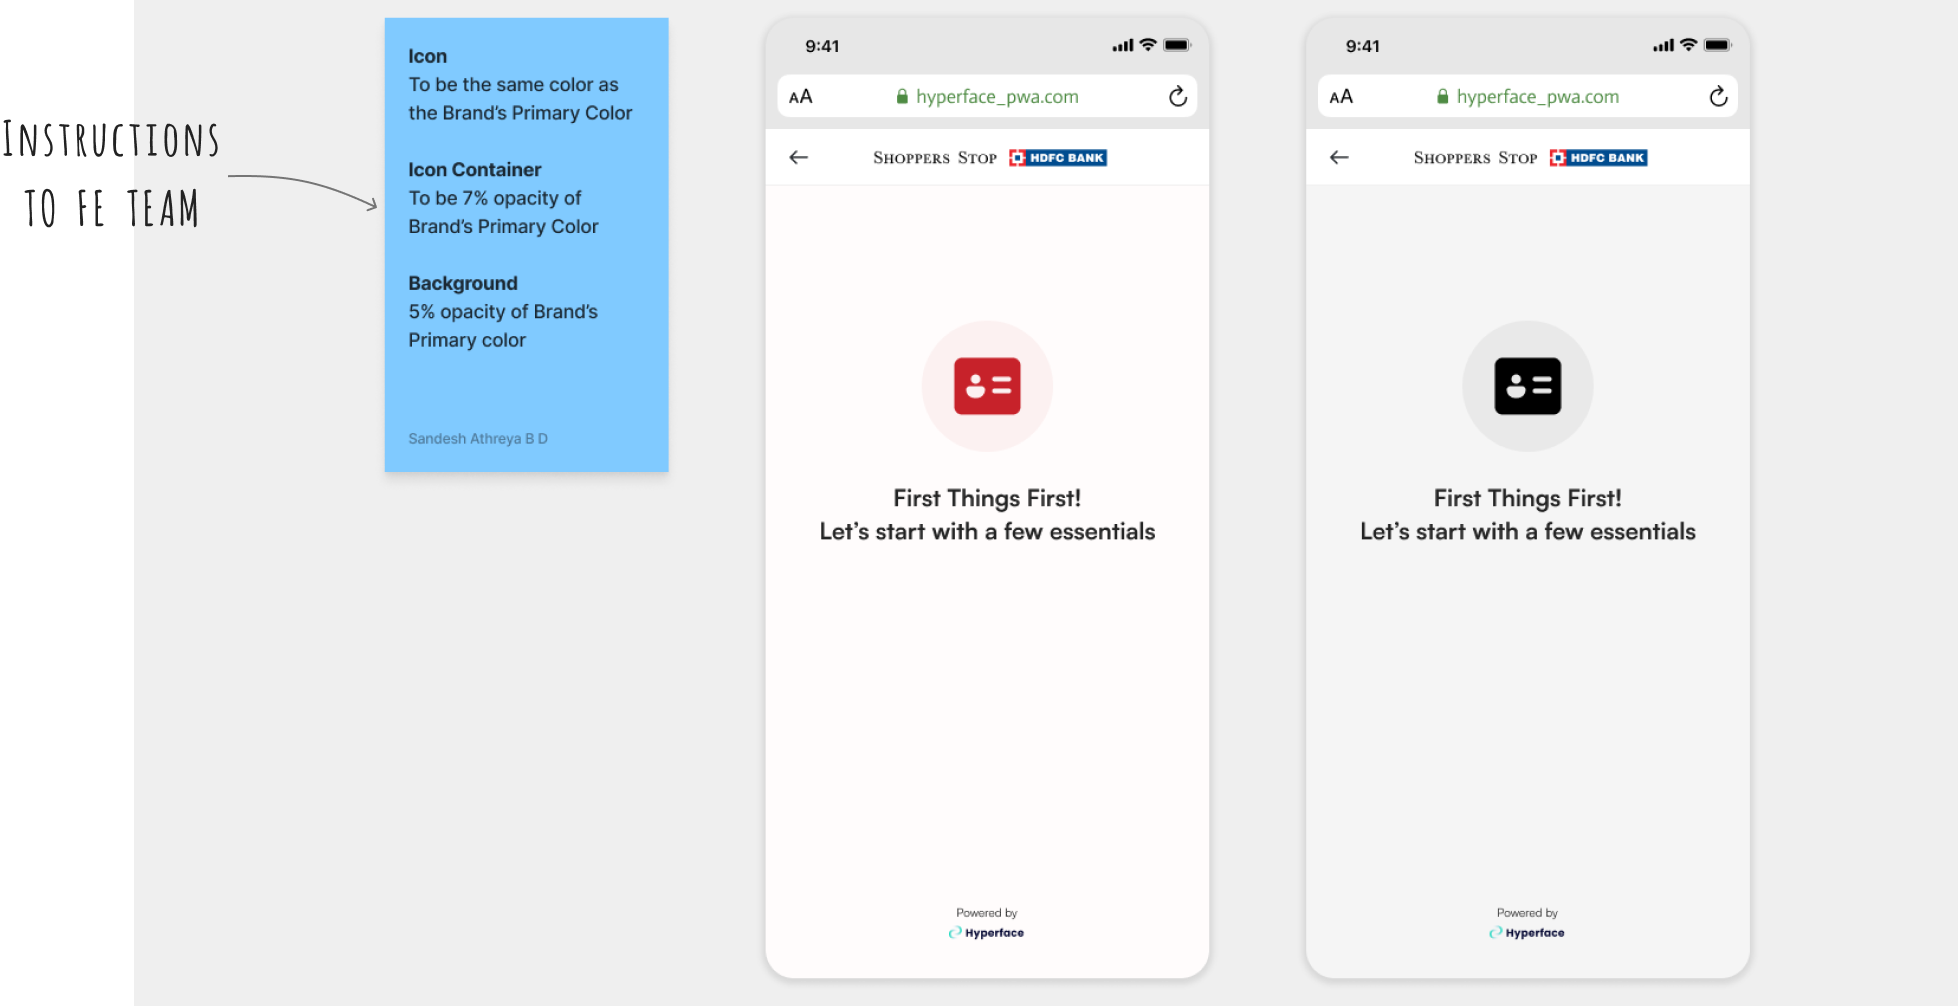 INSTRUCTIONS
TO FE TEAM
Icon
To be the same color as
the Brand's Primary Color
Icon Container
To be 7% opacity of
Brand's Primary Color
Background
5% opacity of Brand's
Primary color
Sandesh Athreya B D
9:41
AA hyperface_pwa.com
SHOPPERS STOP HDFC BANK
First Things First!
Let's start with a few essentials
Powered by
Hyperface
9:41
AA hyperface_pwa.com
SHOPPERS STOP HDFC BANK
First Things First!
Let's start with a few essentials
Powered by
Hyperface